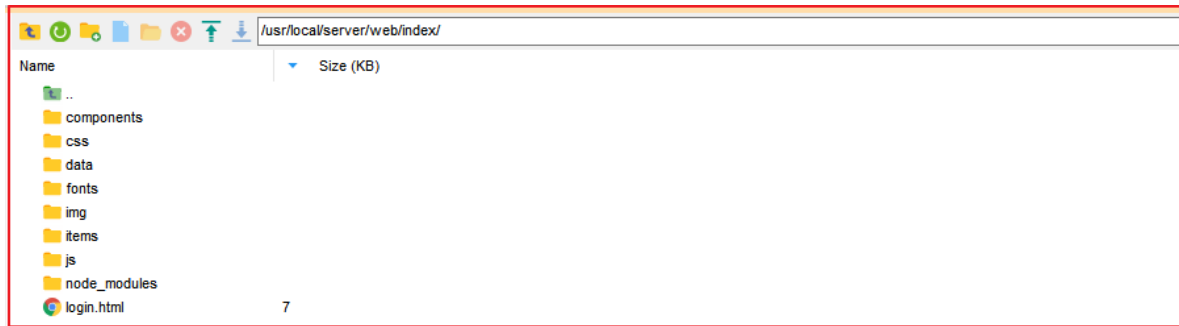 /usr/local/server/web/index/
Name Size (KB)
..
components
css
data
fonts
img
items
js
node_modules
login.html 7